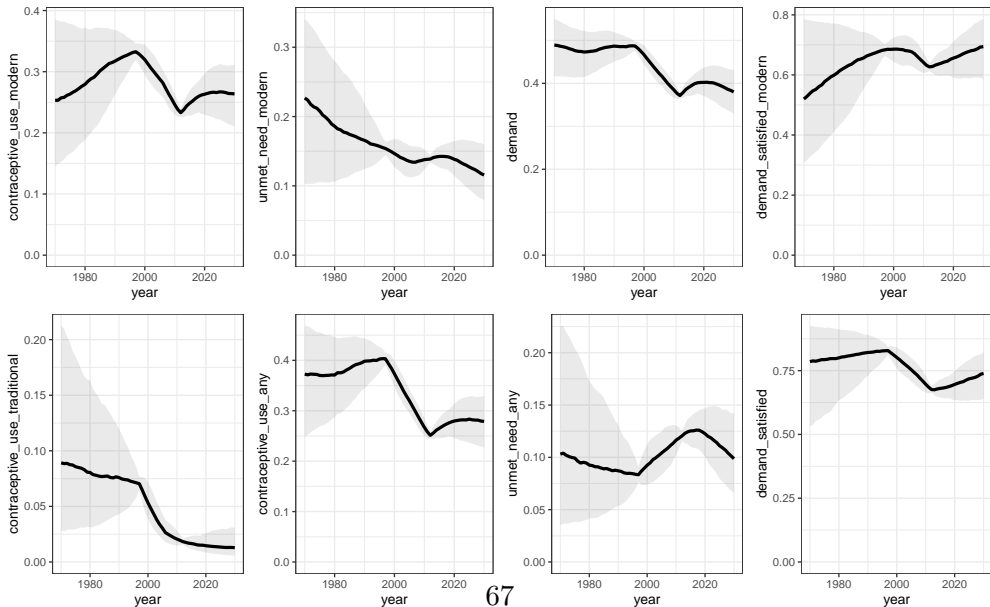 contraceptive_use_modern
0.4
0.3
0.2
0.1
0.0
1980 2000 2020
year
unmet_need_modern
0.3
0.2
0.1
0.0
1980 2000 2020
year
demand
0.4
0.2
0.0
1980 2000 2020
year
demand_satisfied_modern
0.8
0.6
0.4
0.2
0.0
1980 2000 2020
year
contraceptive_use_traditional
0.20
0.15
0.10
0.05
0.00
1980 2000 2020
year
contraceptive_use_any
0.4
0.3
0.2
0.1
0.0
1980 2000 2020
year
unmet_need_any
0.20
0.15
0.10
0.05
0.00
1980 2000 2020
year
demand_satisfied
0.75
0.50
0.25
0.00
1980 2000 2020
year
67